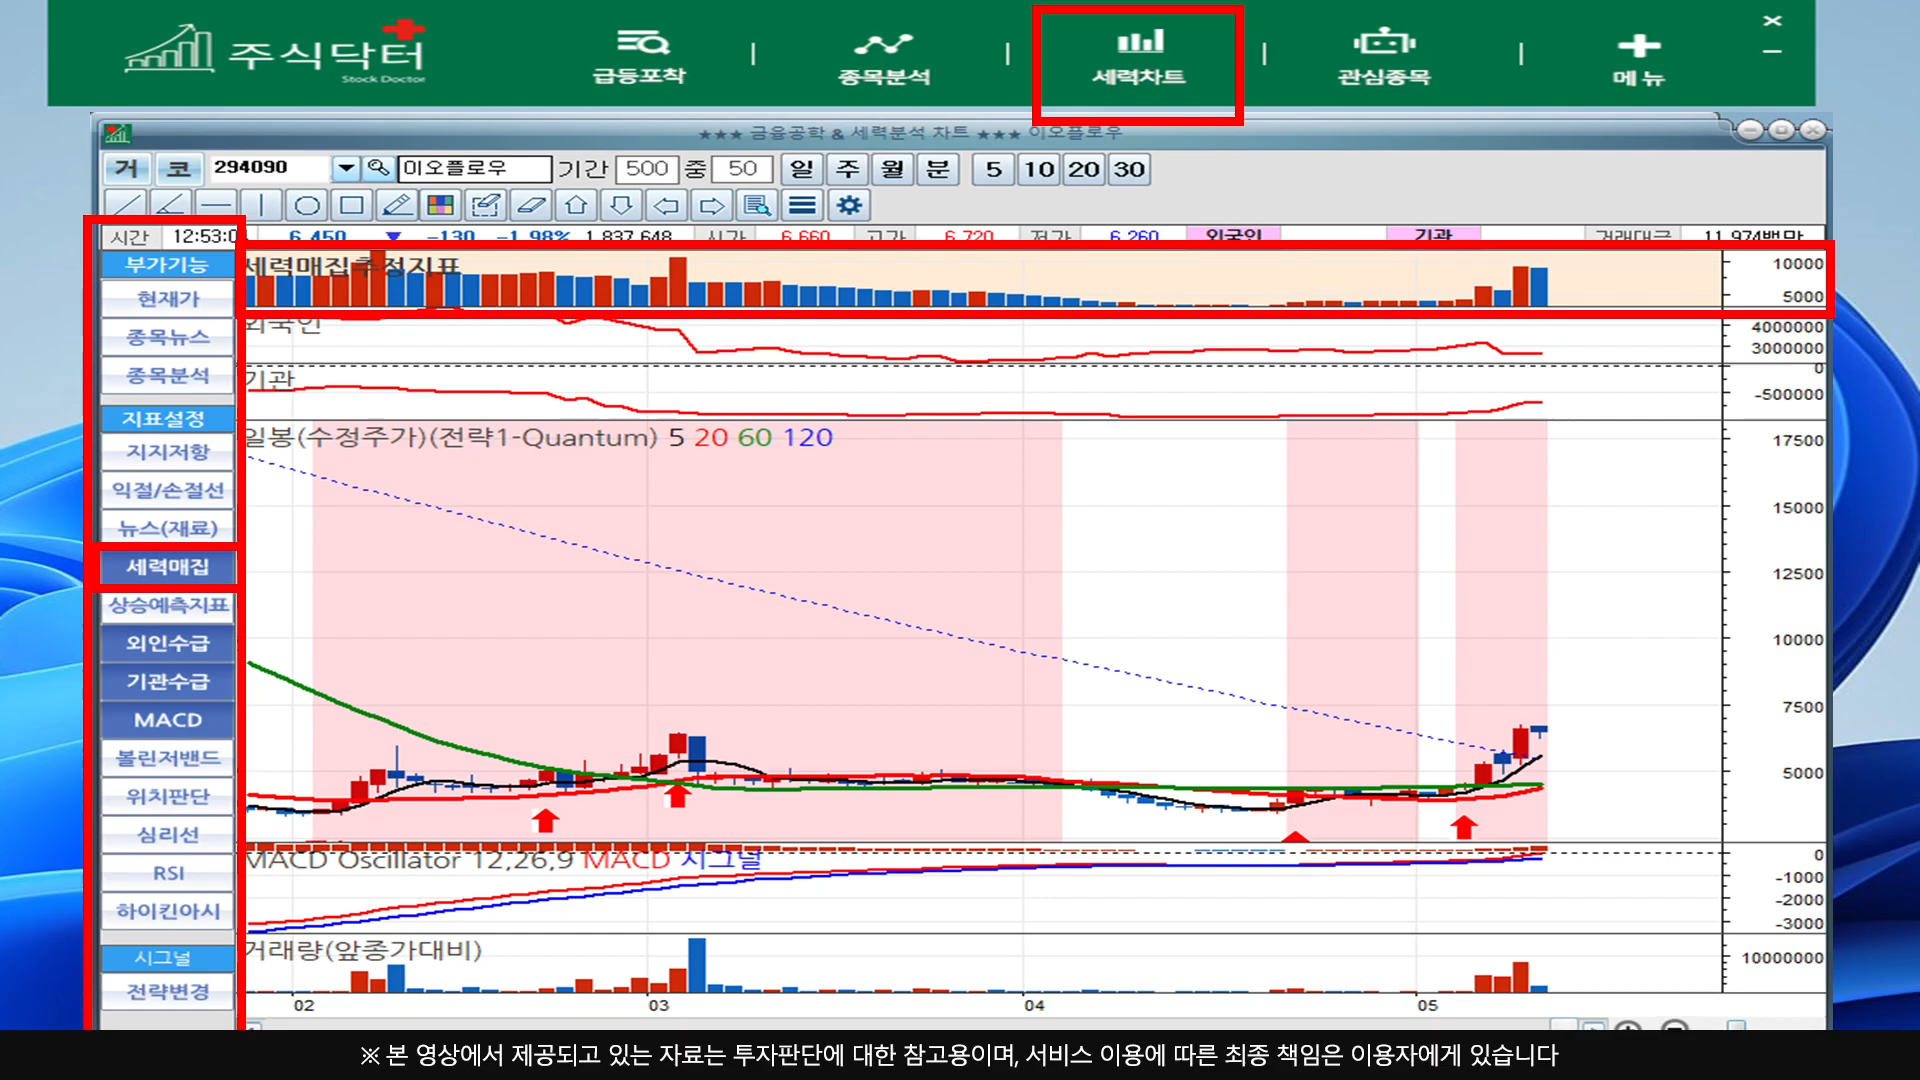 주식닥터
Stock Doctor
급등포착
종목분석
세력차트
관심종목
메뉴
★★★ 금융공학 & 세력분석 차트 ★★★ 이오플로우
거 코 294090 이오플로우 기간 500 중 50 일 주 월 분 5 10 20 30
시간 12:53:0 6,450 ▼ -130 -1.98% 1,837,648 시가 6,660 고가 6,720 저가 6,260 외국인 기관 거래대금 11,974백만
부가기능
현재가
종목뉴스
종목분석
지표설정
지지저항
익절/손절선
뉴스(재료)
세력매집
상승예측지표
외인수급
기관수급
MACD
볼린저밴드
위치판단
심리선
RSI
하이킨아시
시그널
전략변경
세력매집추정지표
10000
5000
외국인
4000000
3000000
기관
0
-500000
일봉(수정주가)(전략1-Quantum) 5 20 60 120
17500
15000
12500
10000
7500
5000
MACD Oscillator 12,26,9 MACD 시그널
0
-1000
-2000
-3000
거래량(앞종가대비)
10000000
02 03 04 05
※ 본 영상에서 제공되고 있는 자료는 투자판단에 대한 참고용이며, 서비스 이용에 따른 최종 책임은 이용자에게 있습니다